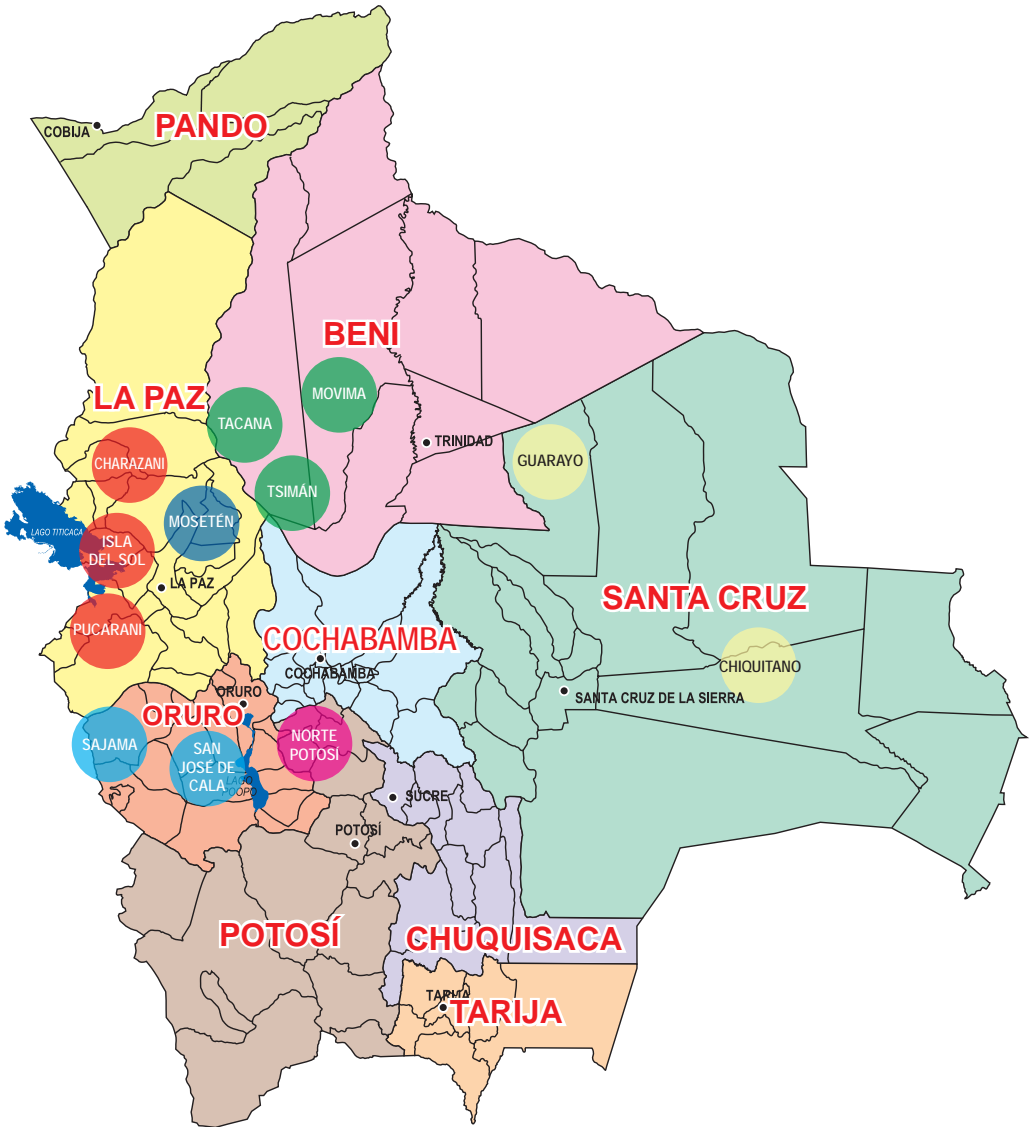 PANDO
COBIJA
BENI
LA PAZ
MOVIMA
TACANA
TRINIDAD
CHARAZANI
GUARAYO
TSIMÁN
MOSETÉN
LAGO TITICACA
ISLA
DEL SOL
LA PAZ
SANTA CRUZ
PUCARANI
COCHABAMBA
COCHABAMBA
CHIQUITANO
ORURO
SANTA CRUZ DE LA SIERRA
ORURO
SAJAMA
SAN
JOSÉ DE
CALA
NORTE
POTOSÍ
LAGO
POOPO
SUCRE
POTOSÍ
POTOSÍ
CHUQUISACA
TARIJA
TARIJA